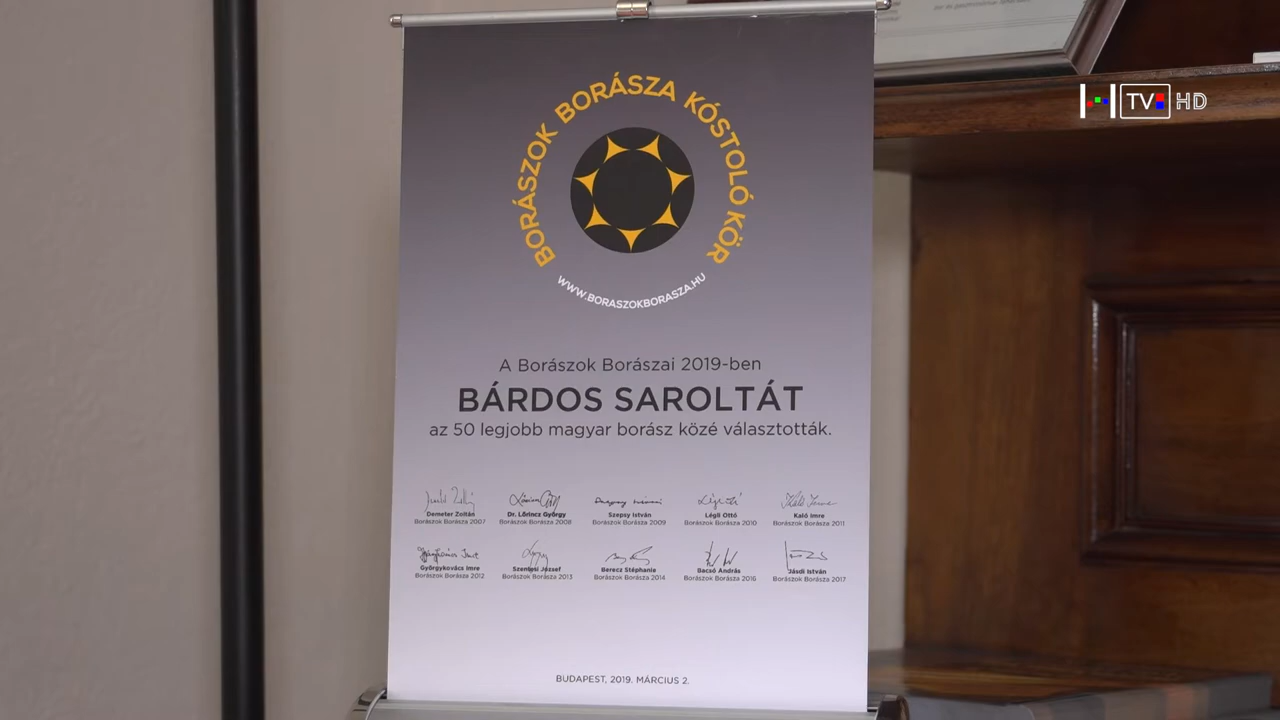 TV HD
BORÁSZOK BORÁSZA KÓSTOLÓ KÖR
WWW.BORASZOKBORASZA.HU
A Borászok Borászai 2019-ben
BÁRDOS SAROLTÁT
az 50 legjobb magyar borász közé választották.
Demeter Zoltán Dr. Lőrincz György Szepsy István Légli Ottó Kaló Imre
Borászok Borásza 2007 Borászok Borásza 2008 Borászok Borásza 2009 Borászok Borásza 2010 Borászok Borásza 2011
Györgykovács Imre Szentesi József Berecz Stéphanie Bacsó András Jásdi István
Borászok Borásza 2012 Borászok Borásza 2013 Borászok Borásza 2014 Borászok Borásza 2016 Borászok Borásza 2017
BUDAPEST, 2019. MÁRCIUS 2.